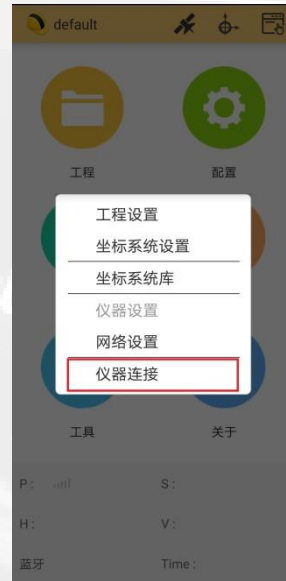 default
工程
配置
工程设置
坐标系统设置
坐标系统库
仪器设置
网络设置
仪器连接
工具
关于
P:
S:
H:
V:
蓝牙
Time: